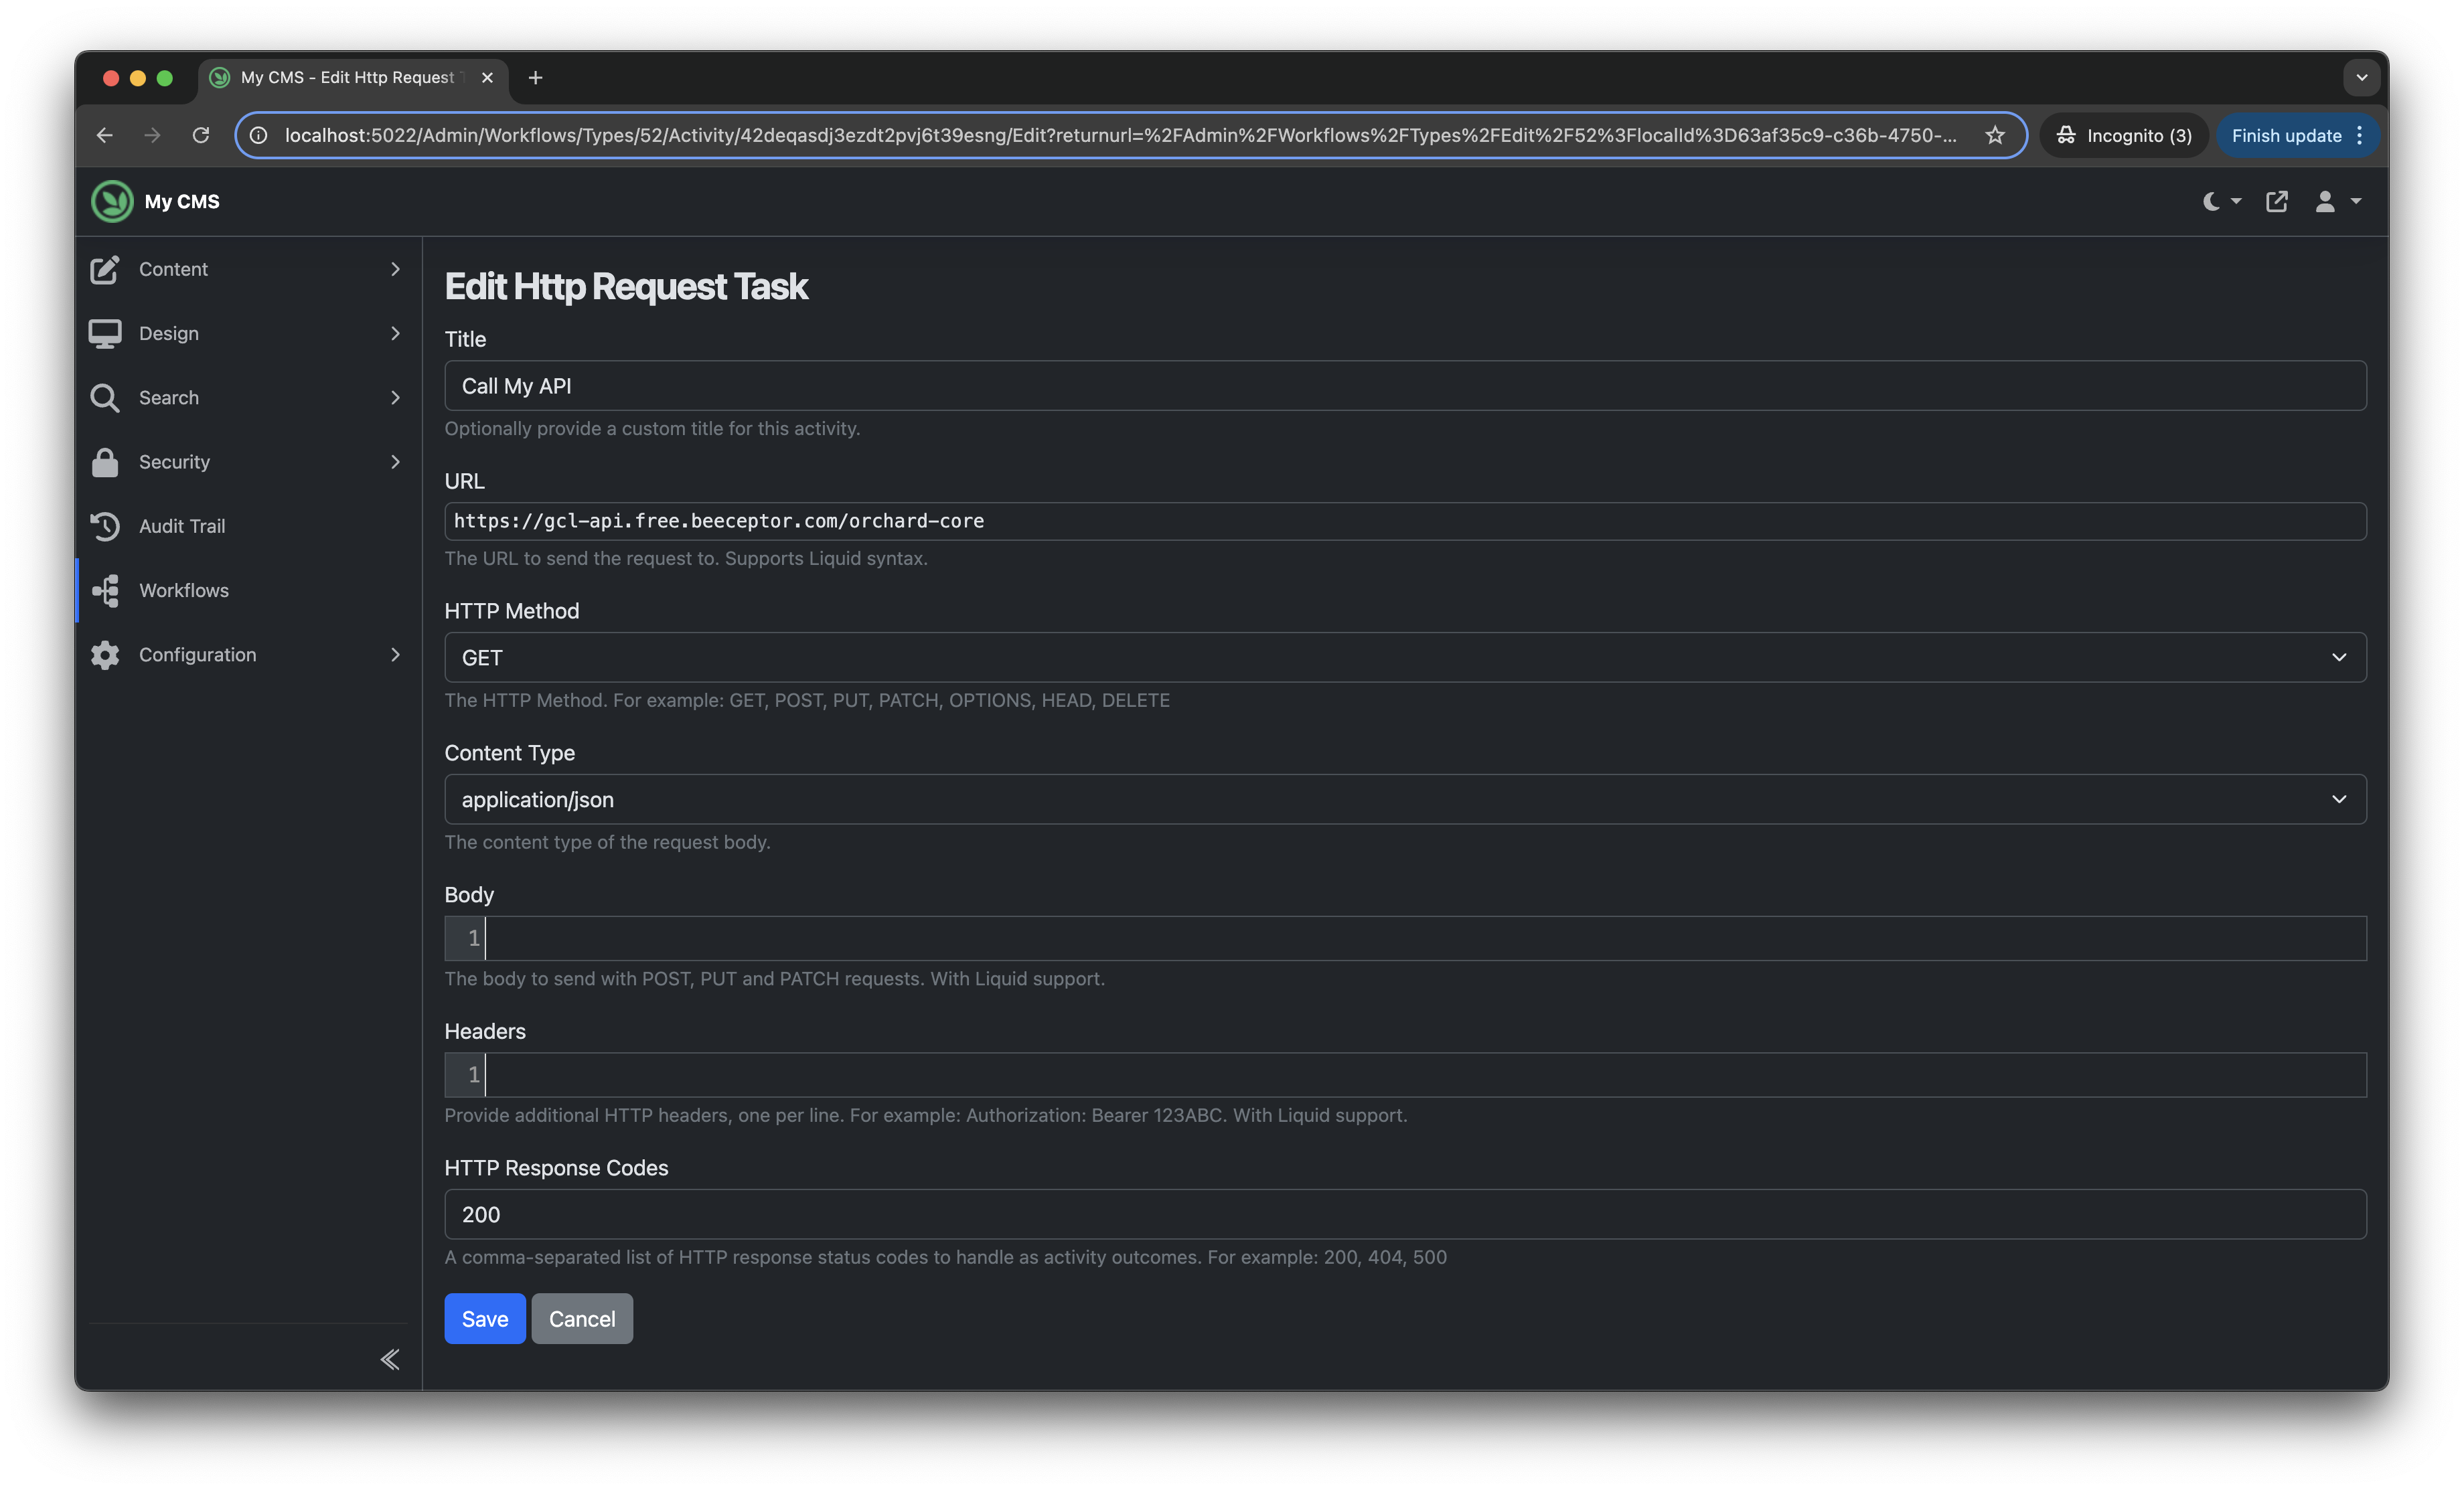 My CMS - Edit Http Request
localhost:5022/Admin/Workflows/Types/52/Activity/42deqasdj3ezdt2pvj6t39esng/Edit?returnurl=%2FAdmin%2FWorkflows%2FTypes%2FEdit%2F52%3FlocalId%3D63af35c9-c36b-4750-...
Incognito (3)
Finish update
My CMS
Content
Design
Search
Security
Audit Trail
Workflows
Configuration
Edit Http Request Task
Title
Call My API
Optionally provide a custom title for this activity.
URL
https://gcl-api.free.beeceptor.com/orchard-core
The URL to send the request to. Supports Liquid syntax.
HTTP Method
GET
The HTTP Method. For example: GET, POST, PUT, PATCH, OPTIONS, HEAD, DELETE
Content Type
application/json
The content type of the request body.
Body
1
The body to send with POST, PUT and PATCH requests. With Liquid support.
Headers
1
Provide additional HTTP headers, one per line. For example: Authorization: Bearer 123ABC. With Liquid support.
HTTP Response Codes
200
A comma-separated list of HTTP response status codes to handle as activity outcomes. For example: 200, 404, 500
Save
Cancel